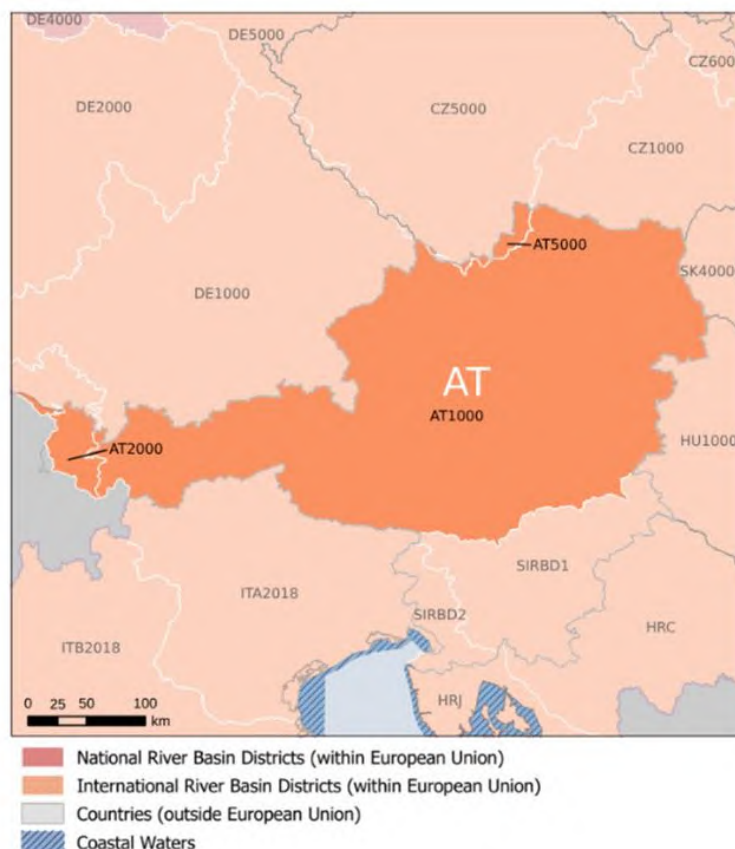 DE4000
DE5000
CZ600
DE2000
CZ5000
CZ1000
AT5000
SK4000
DE1000
AT
AT1000
HU1000
AT2000
SIRBD1
ITA2018
SIRBD2
HRC
ITB2018
HRJ
0 25 50 100
km
National River Basin Districts (within European Union)
International River Basin Districts (within European Union)
Countries (outside European Union)
Coastal Waters